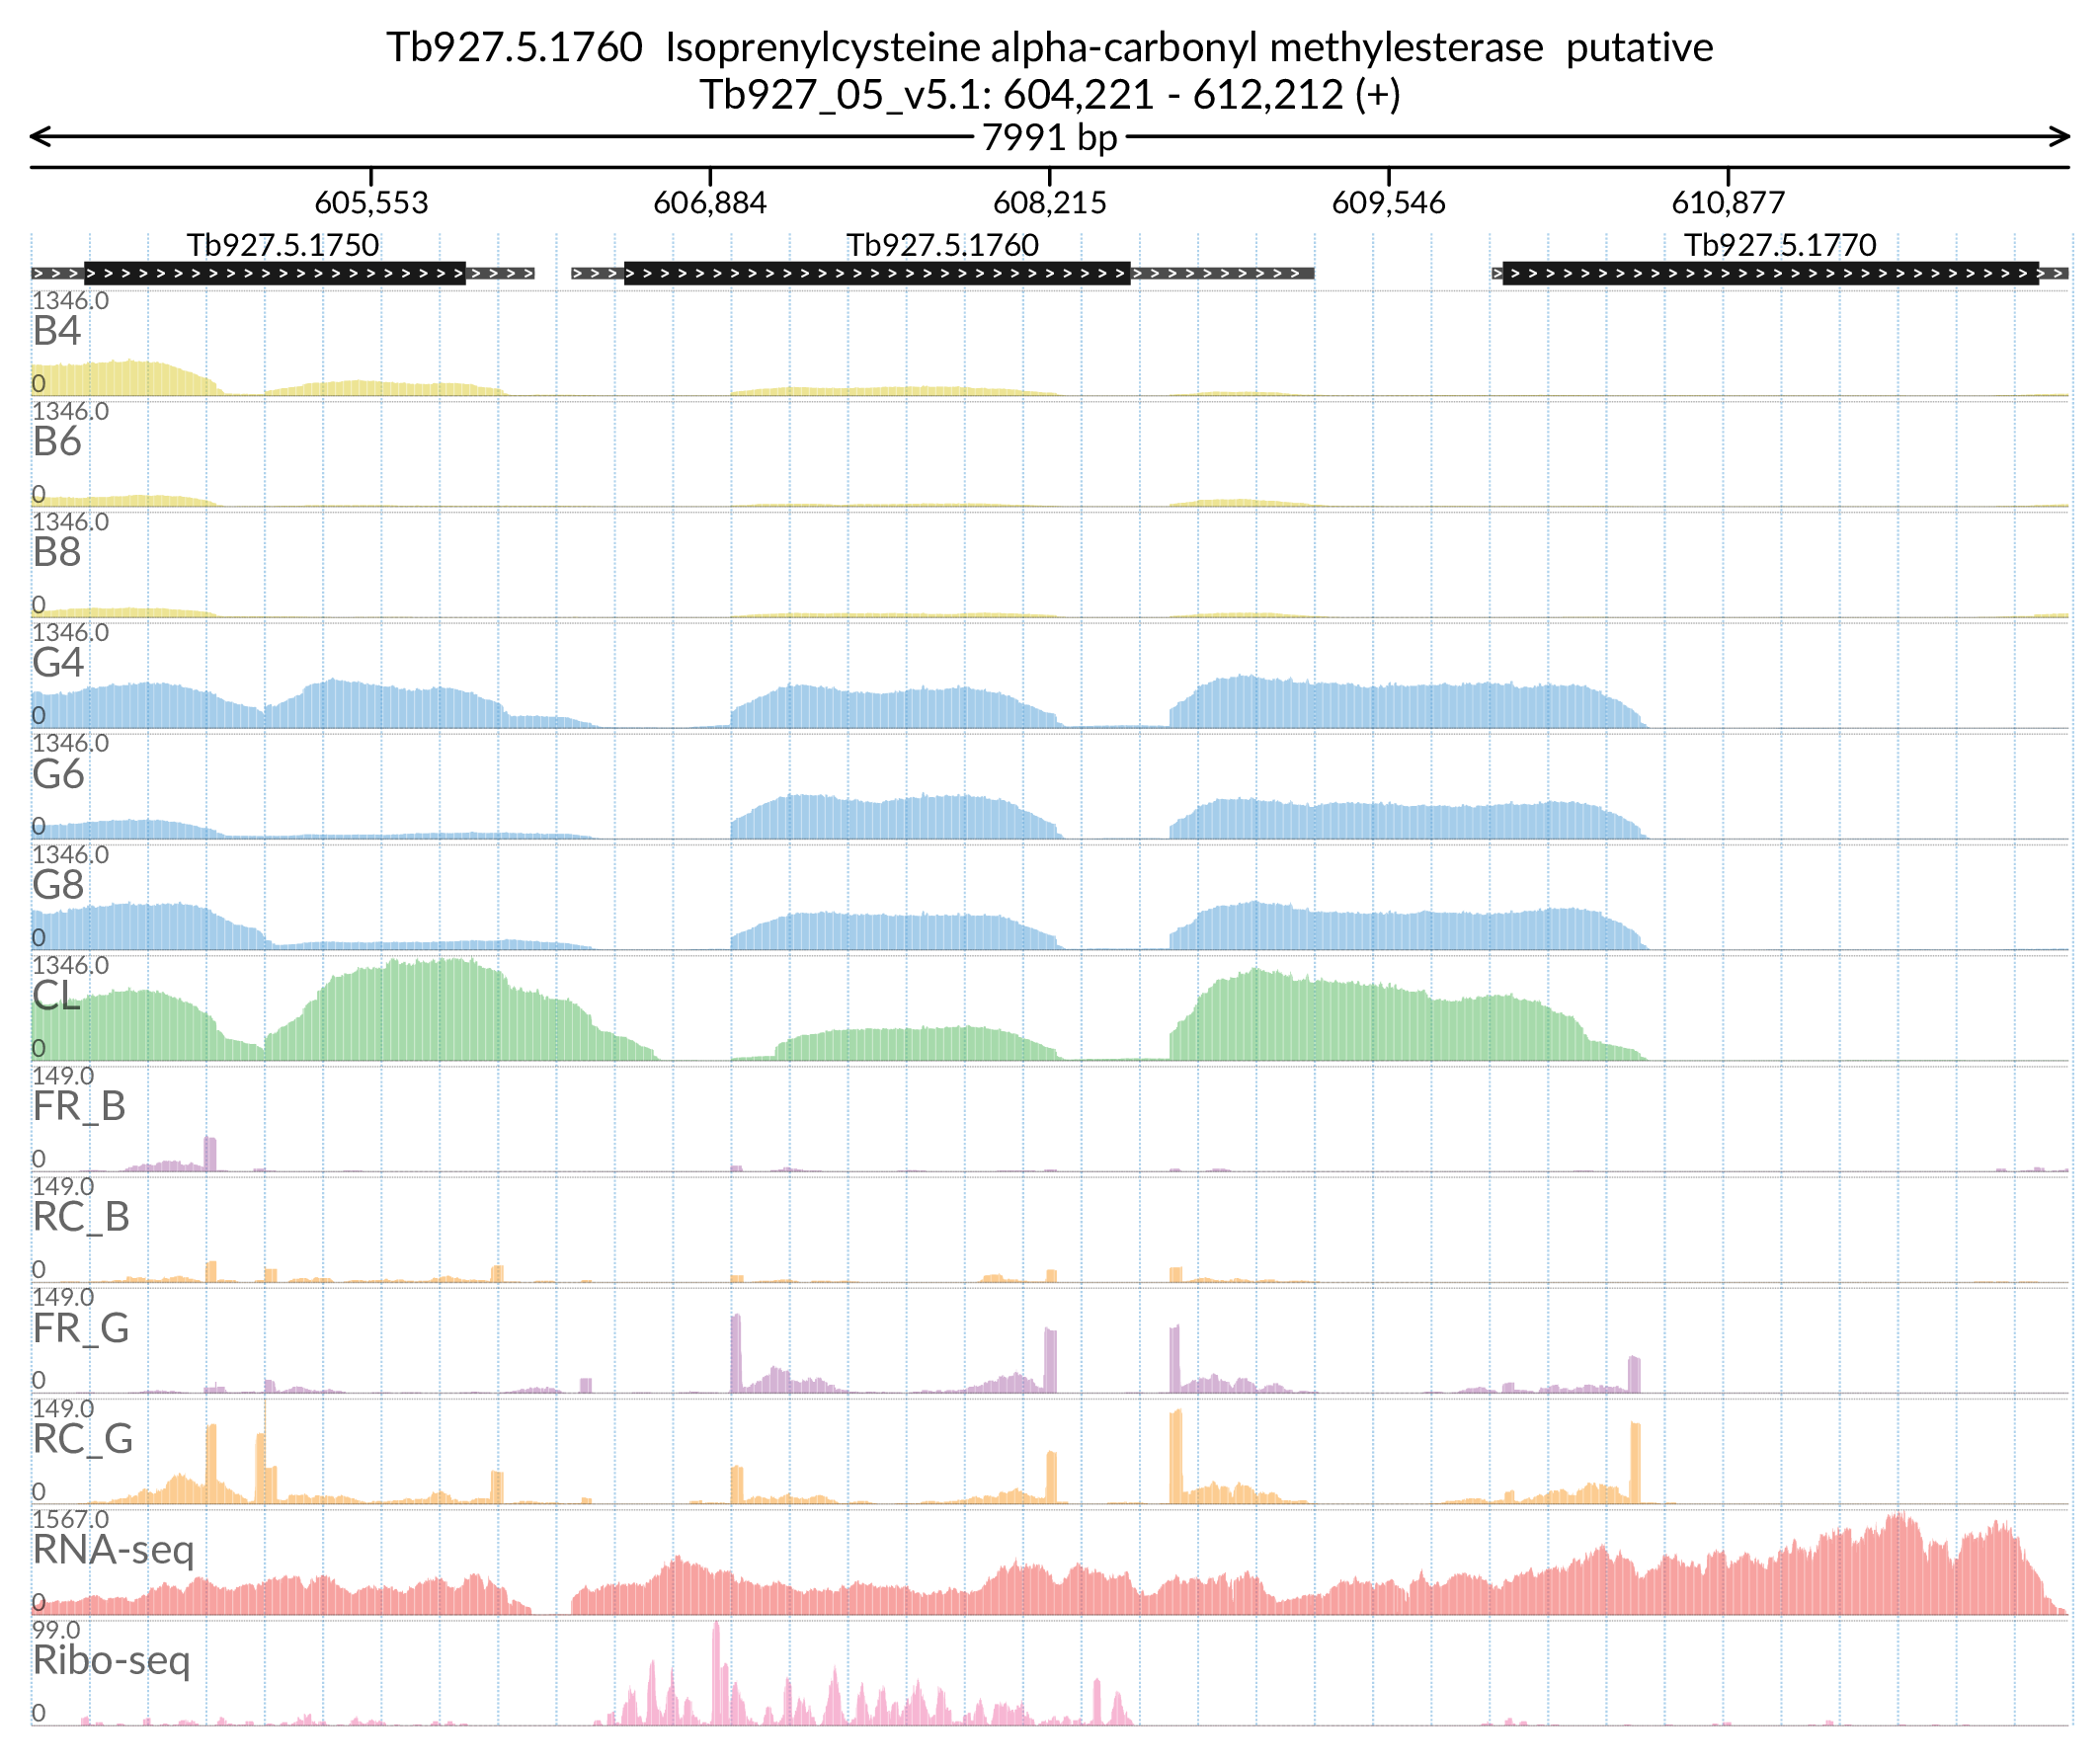 Tb927.5.1760  Isoprenylcysteine alpha-carbonyl methylesterase  putative
Tb927_05_v5.1: 604,221 - 612,212 (+)
7991 bp
605,553 606,884 608,215 609,546 610,877
Tb927.5.1750 Tb927.5.1760 Tb927.5.1770
1346.0
B4
0
1346.0
B6
0
1346.0
B8
0
1346.0
G4
0
1346.0
G6
0
1346.0
G8
0
1346.0
CL
0
149.0
FR_B
0
149.0
RC_B
0
149.0
FR_G
0
149.0
RC_G
0
1567.0
RNA-seq
0
99.0
Ribo-seq
0